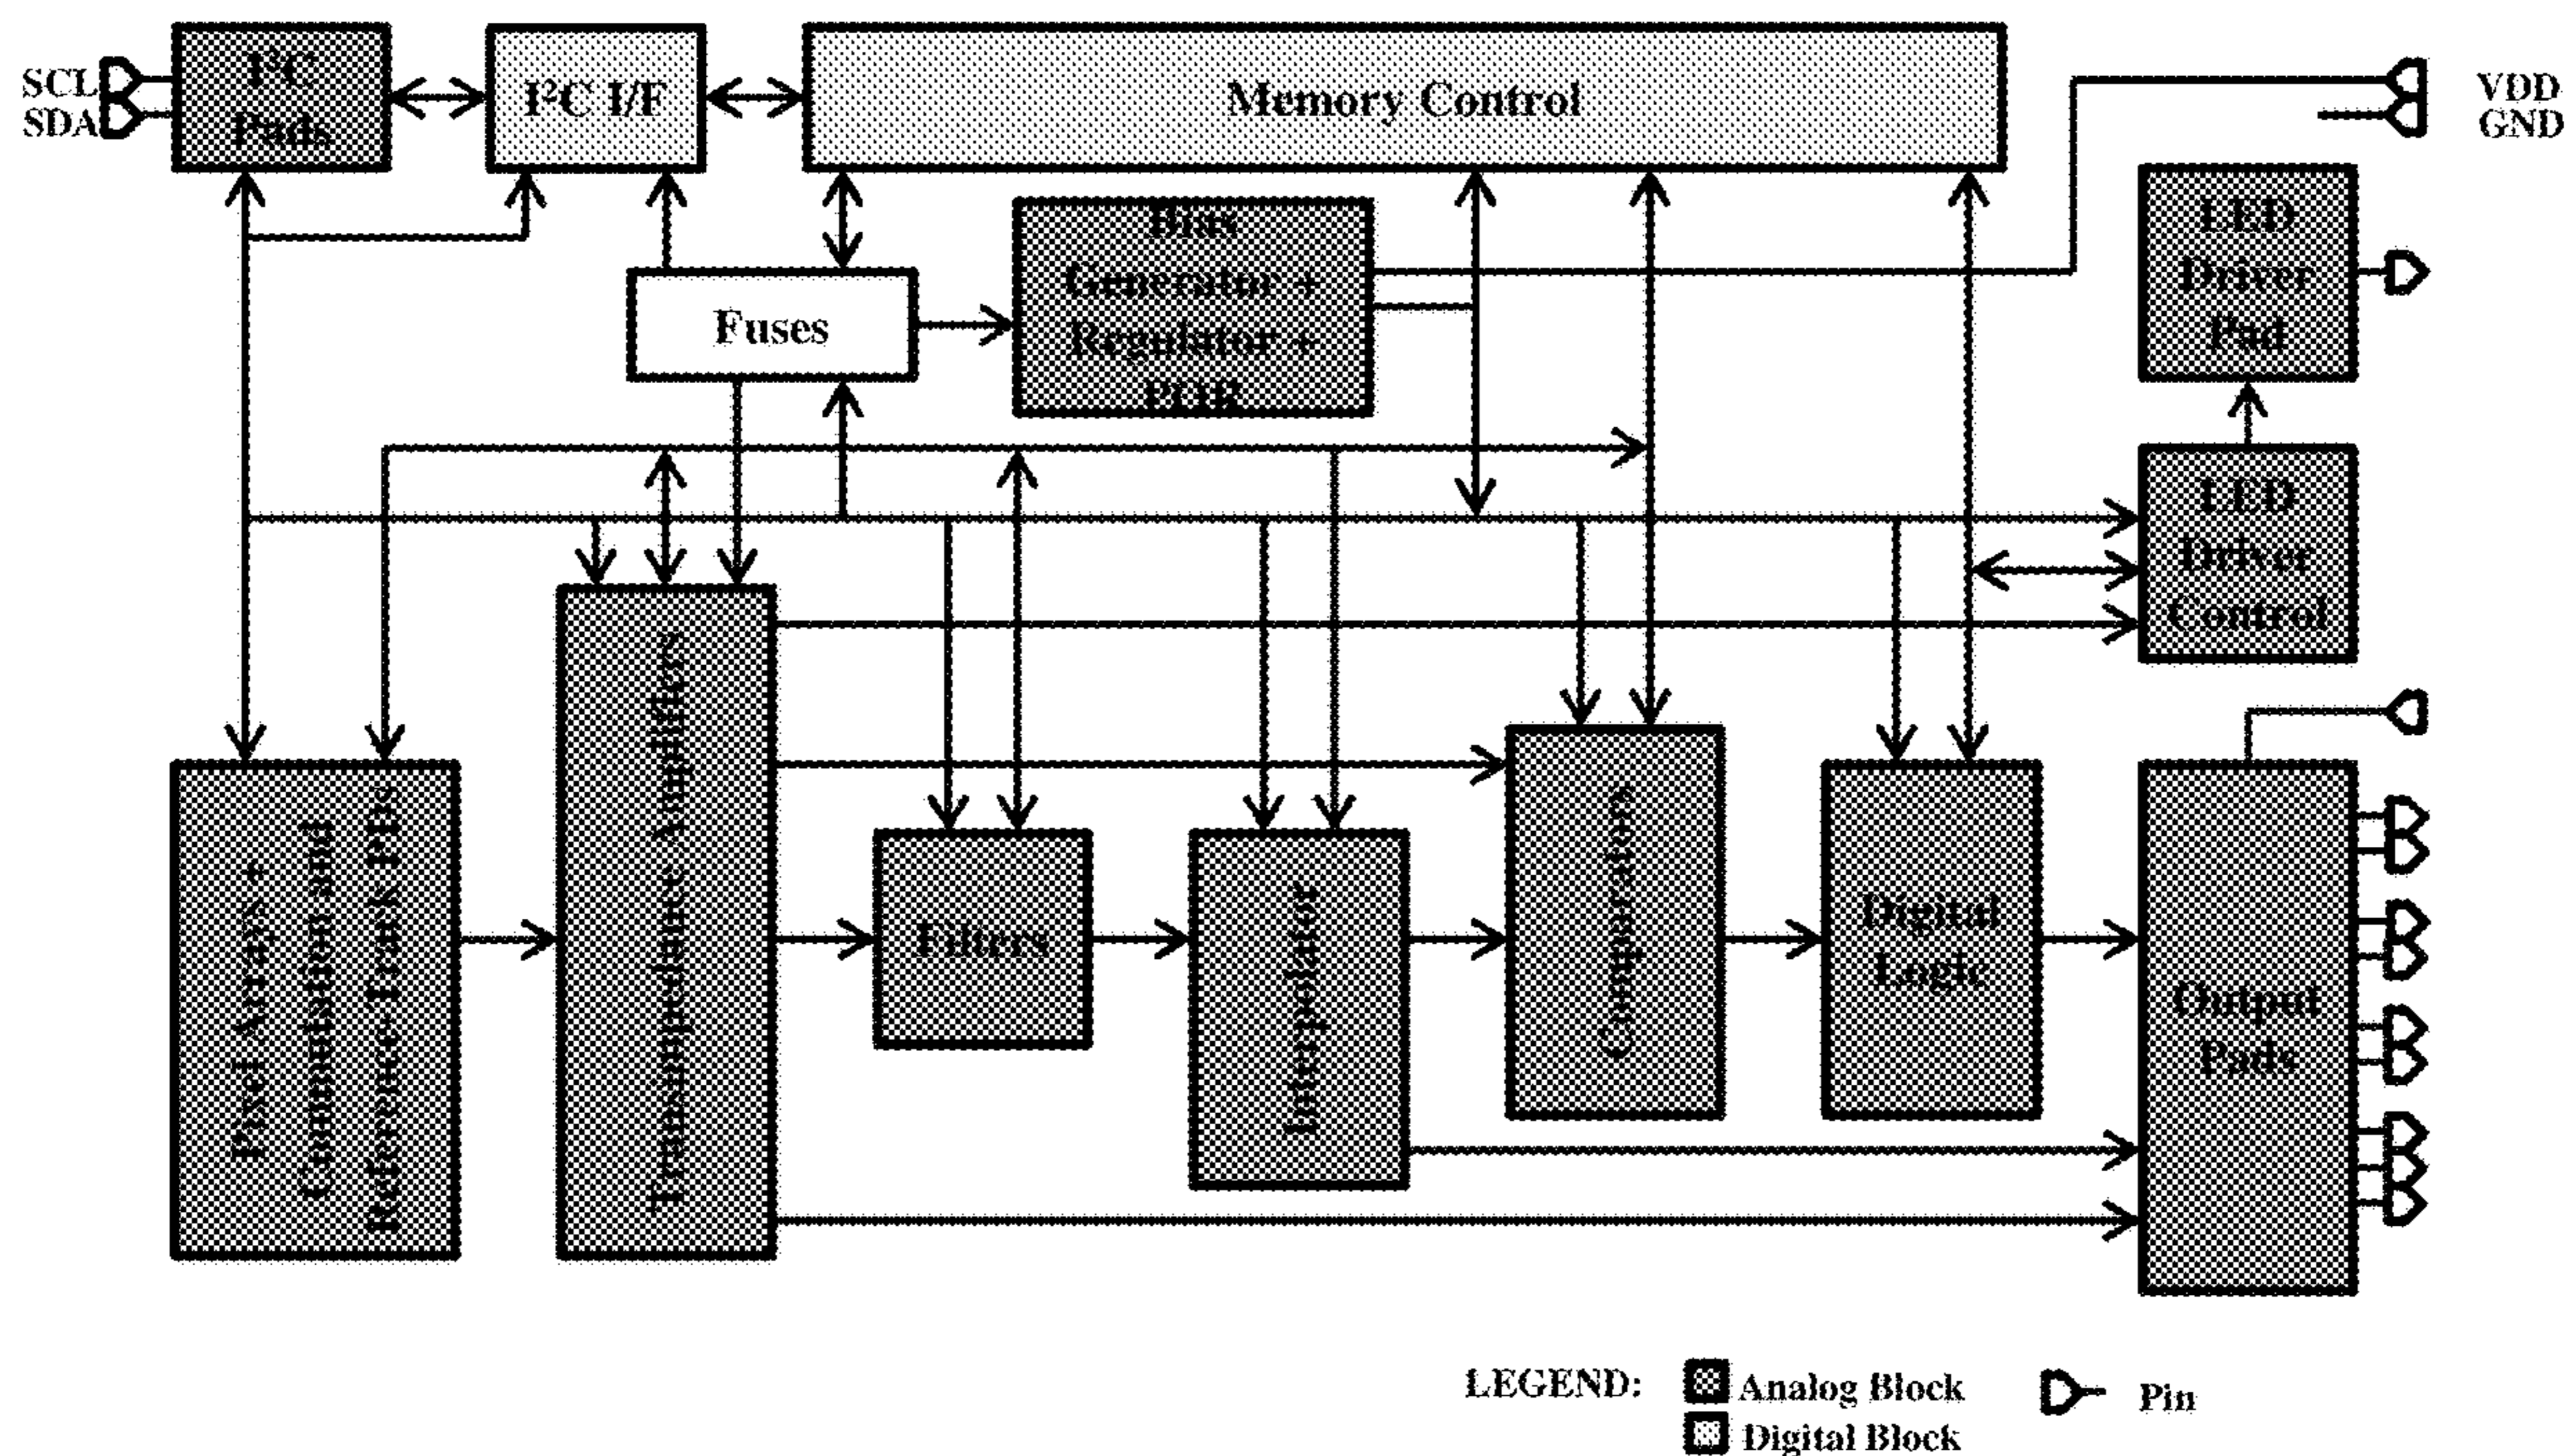 SCL
SDA
I²C
Pads
I²C I/F
Memory Control
VDD
GND
Fuses
Bias
Generator +
Regulator +
POR
LED
Driver
Pad
LED
Driver
Control
Pixel Arrays +
Commutation and
Reference Track PDs
Transimpedance Amplifiers
Filters
Interpolator
Comparators
Digital
Logic
Output
Pads
LEGEND:
Analog Block
Pin
Digital Block